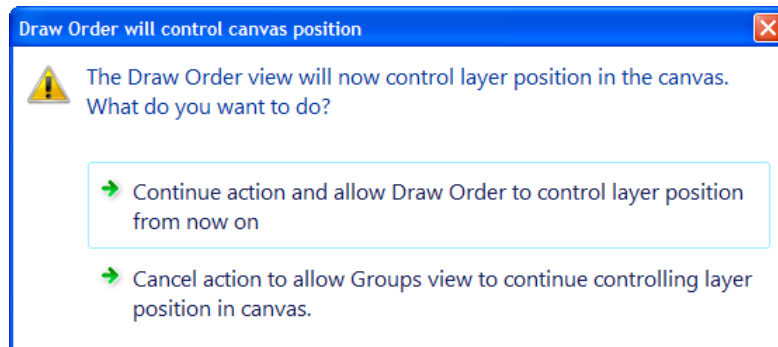 Draw Order will control canvas position
The Draw Order view will now control layer position in the canvas.
What do you want to do?
Continue action and allow Draw Order to control layer position
from now on
Cancel action to allow Groups view to continue controlling layer
position in canvas.